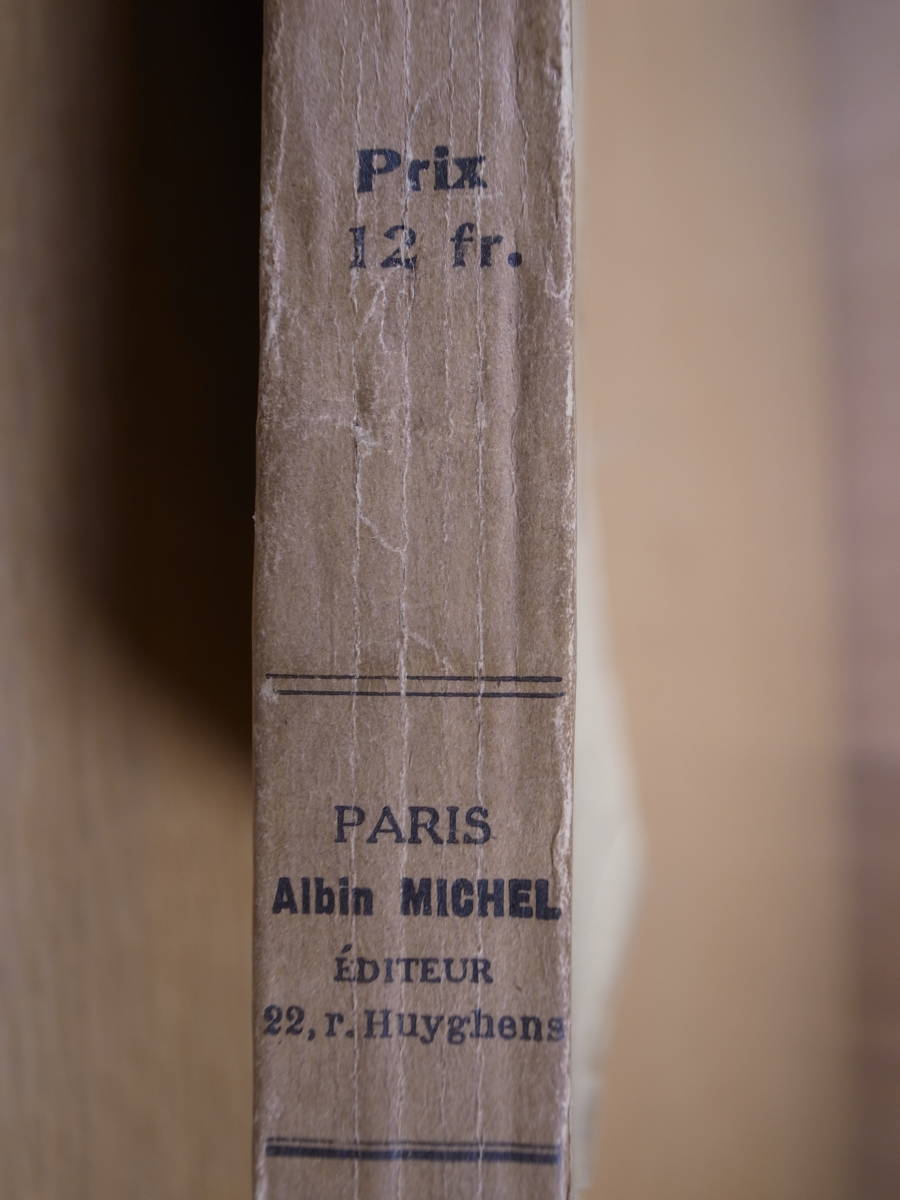 Prix
12 fr.
PARIS
Albin MICHEL
ÉDITEUR
22, r. Huyghens